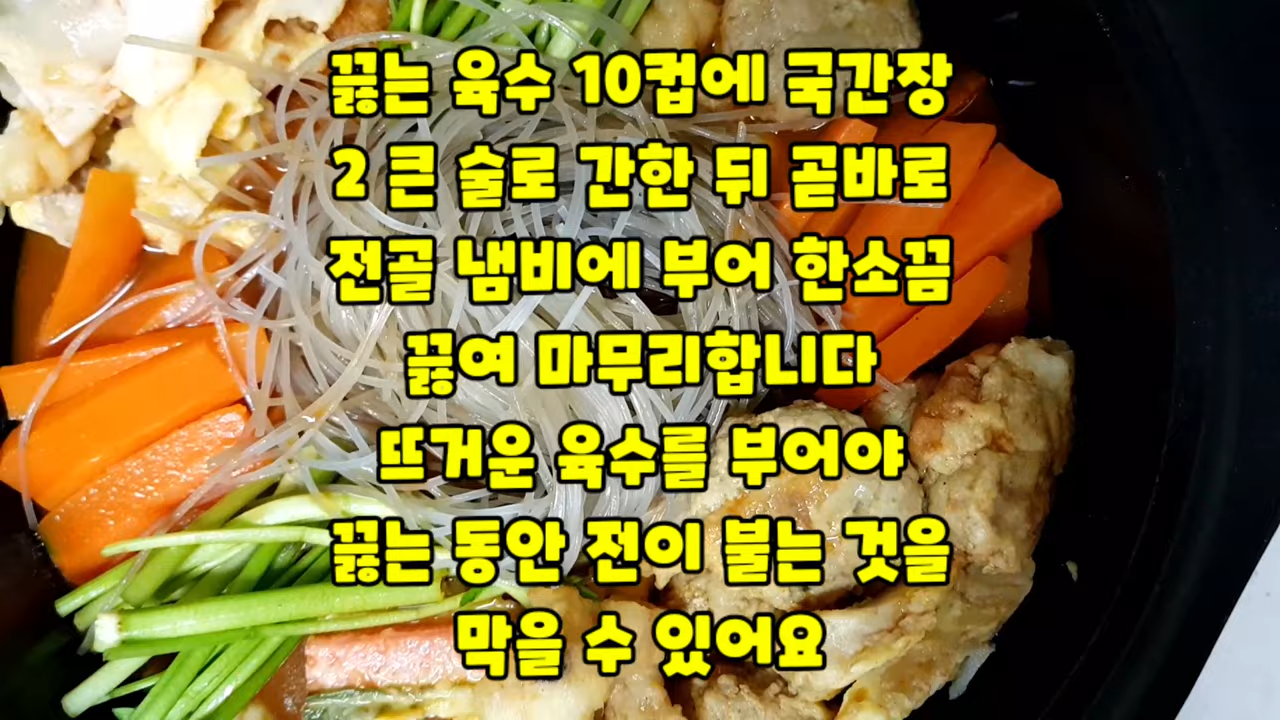 끓는 육수 10컵에 국간장
2 큰 술로 간한 뒤 곧바로
전골 냄비에 부어 한소끔
끓여 마무리합니다
뜨거운 육수를 부어야
끓는 동안 전이 불는 것을
막을 수 있어요